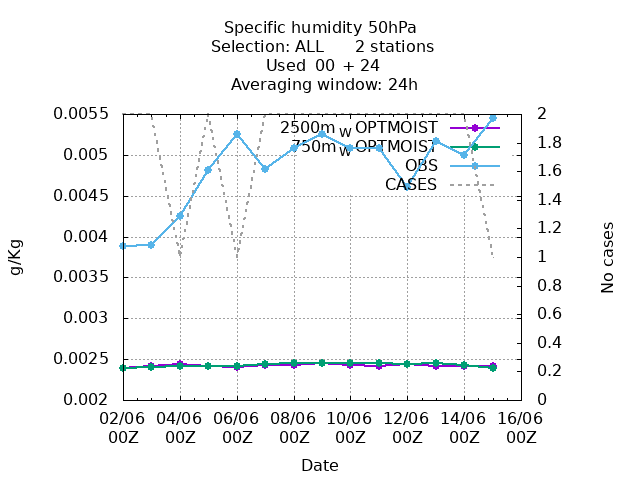 Specific humidity 50hPa
Selection: ALL 2 stations
Used 00 + 24
Averaging window: 24h
0.0055
0.005
0.0045
0.004
0.0035
0.003
0.0025
0.002
g/Kg
2500m w OPTMOIST
750m w OPTMOIST
OBS
CASES
2
1.8
1.6
1.4
1.2
1
0.8
0.6
0.4
0.2
0
No cases
02/06 04/06 06/06 08/06 10/06 12/06 14/06 16/06
00Z 00Z 00Z 00Z 00Z 00Z 00Z 00Z
Date